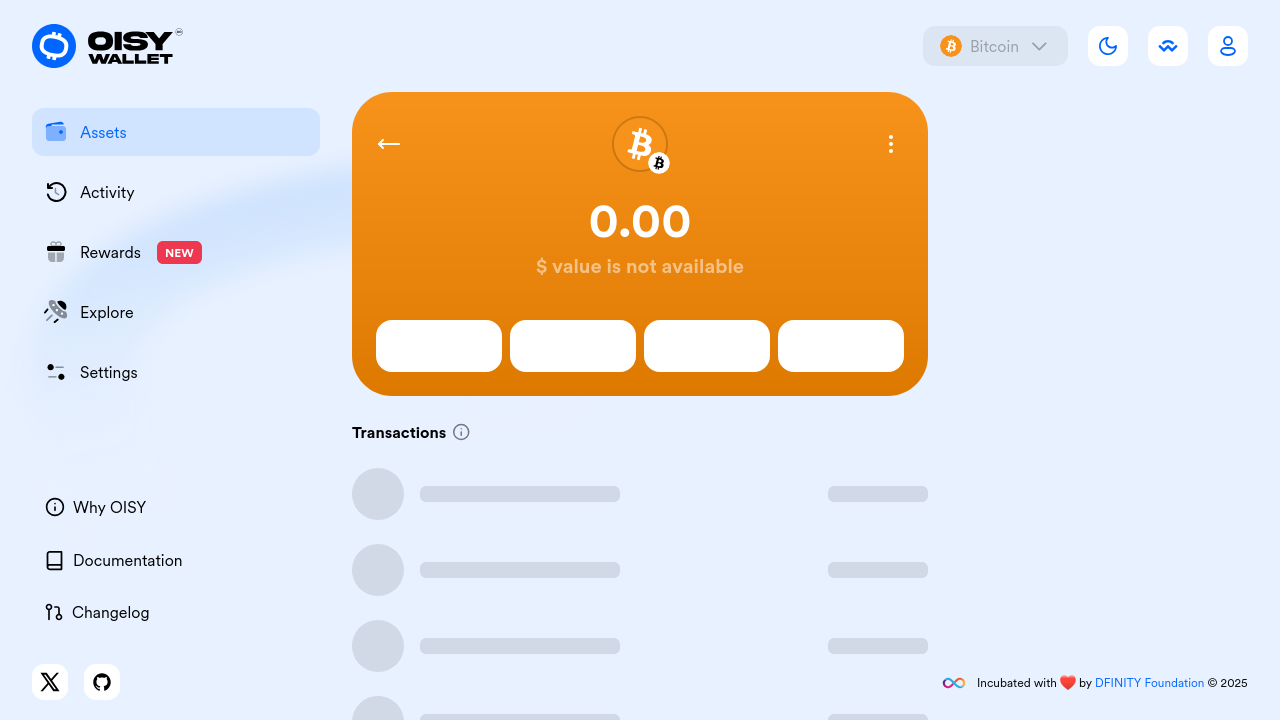 OISY
WALLET
Bitcoin
Assets
Activity
Rewards NEW
Explore
Settings
0.00
$ value is not available
Transactions
Why OISY
Documentation
Changelog
Incubated with ❤️ by DFINITY Foundation © 2025